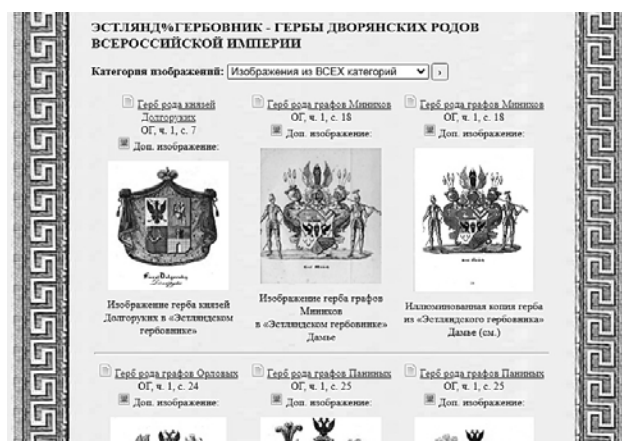 ЭСТЛЯНД%ГЕРБОВНИК - ГЕРБЫ ДВОРЯНСКИХ РОДОВ
ВСЕРОССИЙСКОЙ ИМПЕРИИ
Категория изображений: Изображения из ВСЕХ категорий ›
Герб рода князей
Долгоруких
ОГ, ч. 1, с. 7
Доп. изображение:
Изображение герба князей
Долгоруких в «Эстляндском
гербовнике»
Герб рода графов Минихов
ОГ, ч. 1, с. 18
Доп. изображение:
Изображение герба графов
Минихов
в «Эстляндском гербовнике»
Дамье
Герб рода графов Минихов
ОГ, ч. 1, с. 18
Доп. изображение:
Иллюминованная копия герба
из «Эстляндского гербовника»
Дамье (см.)
Герб рода графов Орловых
ОГ, ч. 1, с. 24
Доп. изображение:
Герб рода графов Паниных
ОГ, ч. 1, с. 25
Доп. изображение:
Герб рода графов Паниных
ОГ, ч. 1, с. 25
Доп. изображение: